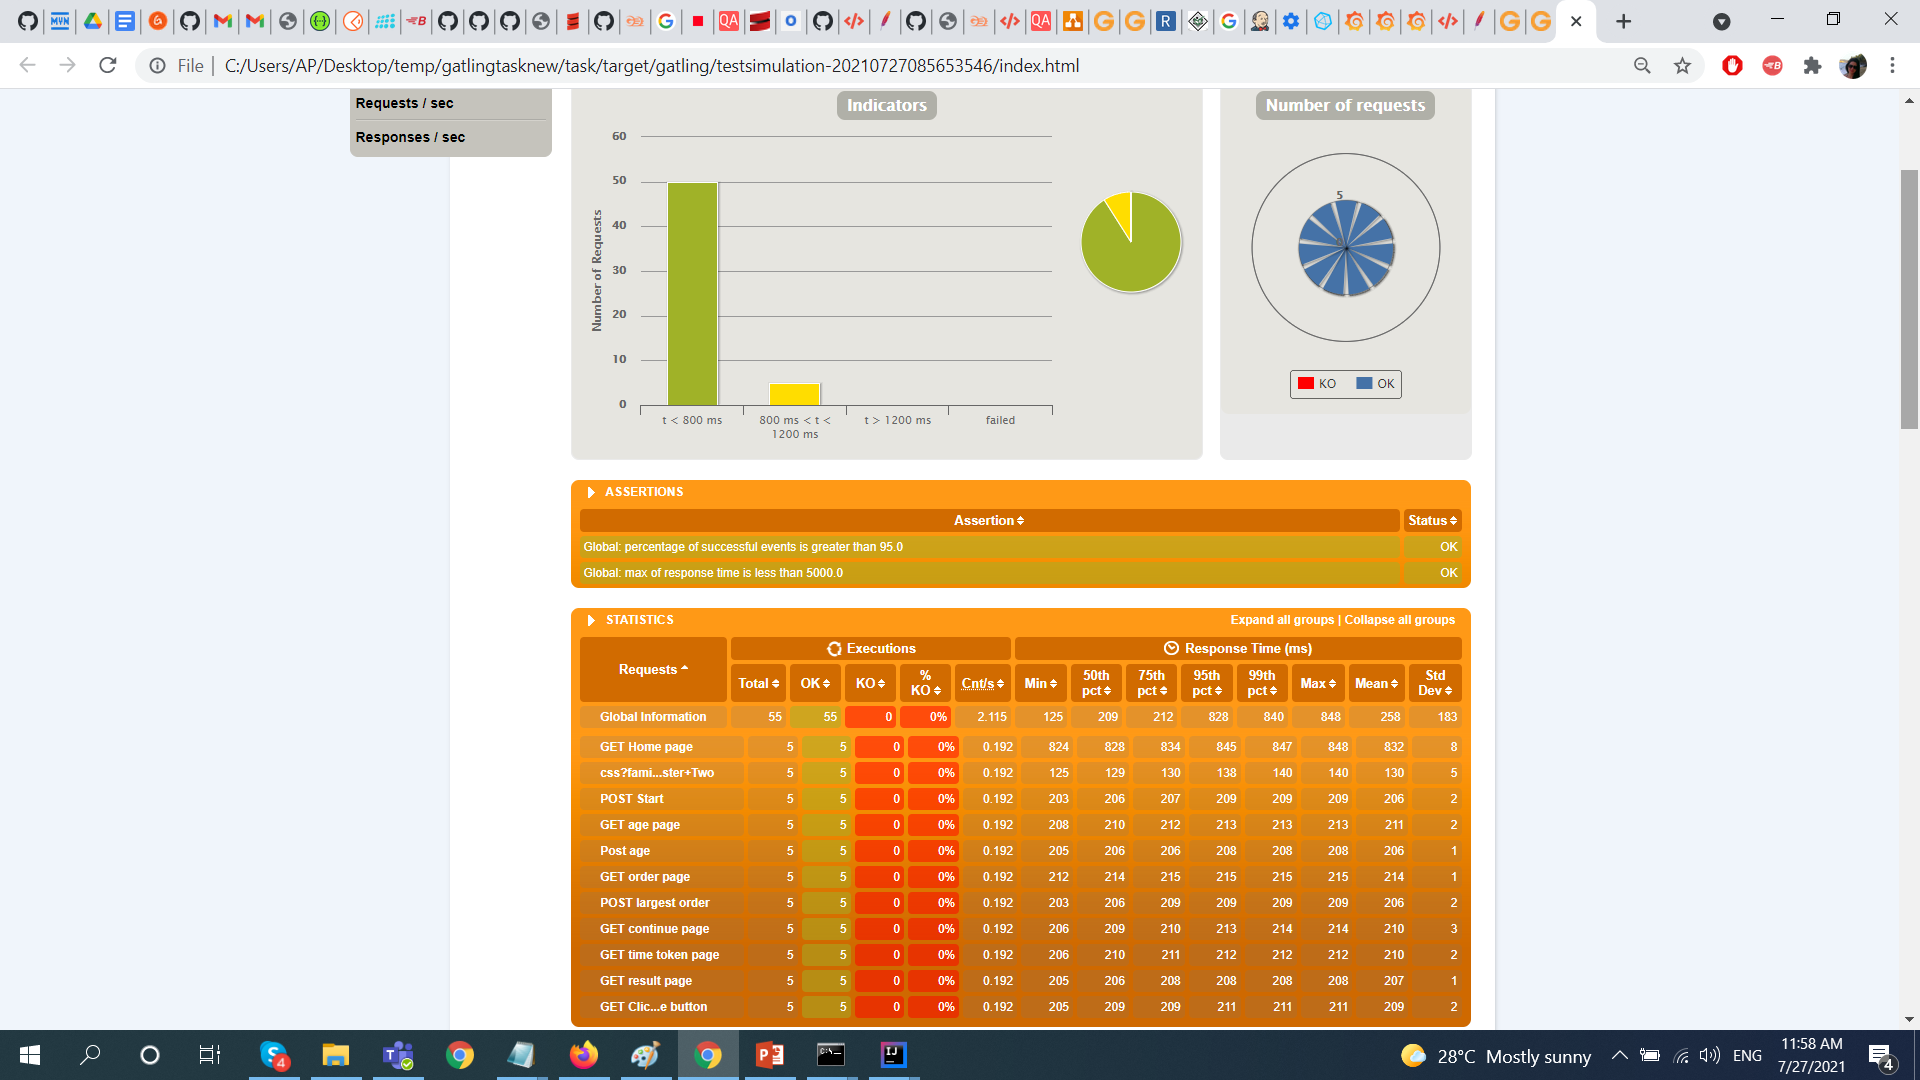 File
C:/Users/AP/Desktop/temp/gatlingtasknew/task/target/gatling/testsimulation-20210727085653546/index.html
Requests / sec
Responses / sec
Indicators
Number of Requests
60
50
40
30
20
10
0
t < 800 ms
800 ms < t <
1200 ms
t > 1200 ms
failed
Number of requests
5
KO OK
ASSERTIONS
Assertion Status
Global: percentage of successful events is greater than 95.0 OK
Global: max of response time is less than 5000.0 OK
STATISTICS Expand all groups | Collapse all groups
Requests Executions Response Time (ms)
Total OK KO % KO Cnt/s Min 50th pct 75th pct 95th pct 99th pct Max Mean Std Dev
Global Information 55 55 0 0% 2.115 125 209 212 828 840 848 258 183
GET Home page 5 5 0 0% 0.192 824 828 834 845 847 848 832 8
css?fami...ster+Two 5 5 0 0% 0.192 125 129 130 138 140 140 130 5
POST Start 5 5 0 0% 0.192 203 206 207 209 209 209 206 2
GET age page 5 5 0 0% 0.192 208 210 212 213 213 213 211 2
Post age 5 5 0 0% 0.192 205 206 206 208 208 208 206 1
GET order page 5 5 0 0% 0.192 212 214 215 215 215 215 214 1
POST largest order 5 5 0 0% 0.192 203 206 209 209 209 209 206 2
GET continue page 5 5 0 0% 0.192 206 209 210 213 214 214 210 3
GET time token page 5 5 0 0% 0.192 206 210 211 212 212 212 210 2
GET result page 5 5 0 0% 0.192 205 206 208 208 208 208 207 1
GET Clic...e button 5 5 0 0% 0.192 205 209 209 211 211 211 209 2
28°C Mostly sunny
ENG
11:58 AM
7/27/2021
4